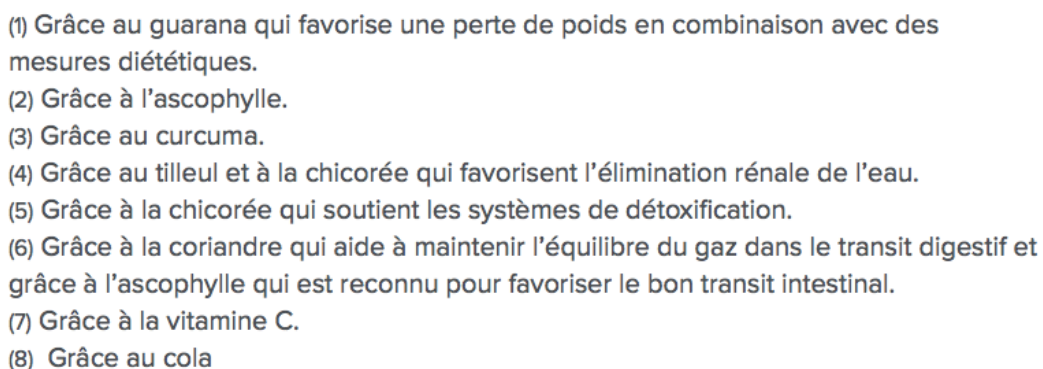 (1) Grâce au guarana qui favorise une perte de poids en combinaison avec des
mesures diététiques.
(2) Grâce à l’ascophylle.
(3) Grâce au curcuma.
(4) Grâce au tilleul et à la chicorée qui favorisent l’élimination rénale de l’eau.
(5) Grâce à la chicorée qui soutient les systèmes de détoxification.
(6) Grâce à la coriandre qui aide à maintenir l’équilibre du gaz dans le transit digestif et
grâce à l’ascophylle qui est reconnu pour favoriser le bon transit intestinal.
(7) Grâce à la vitamine C.
(8) Grâce au cola